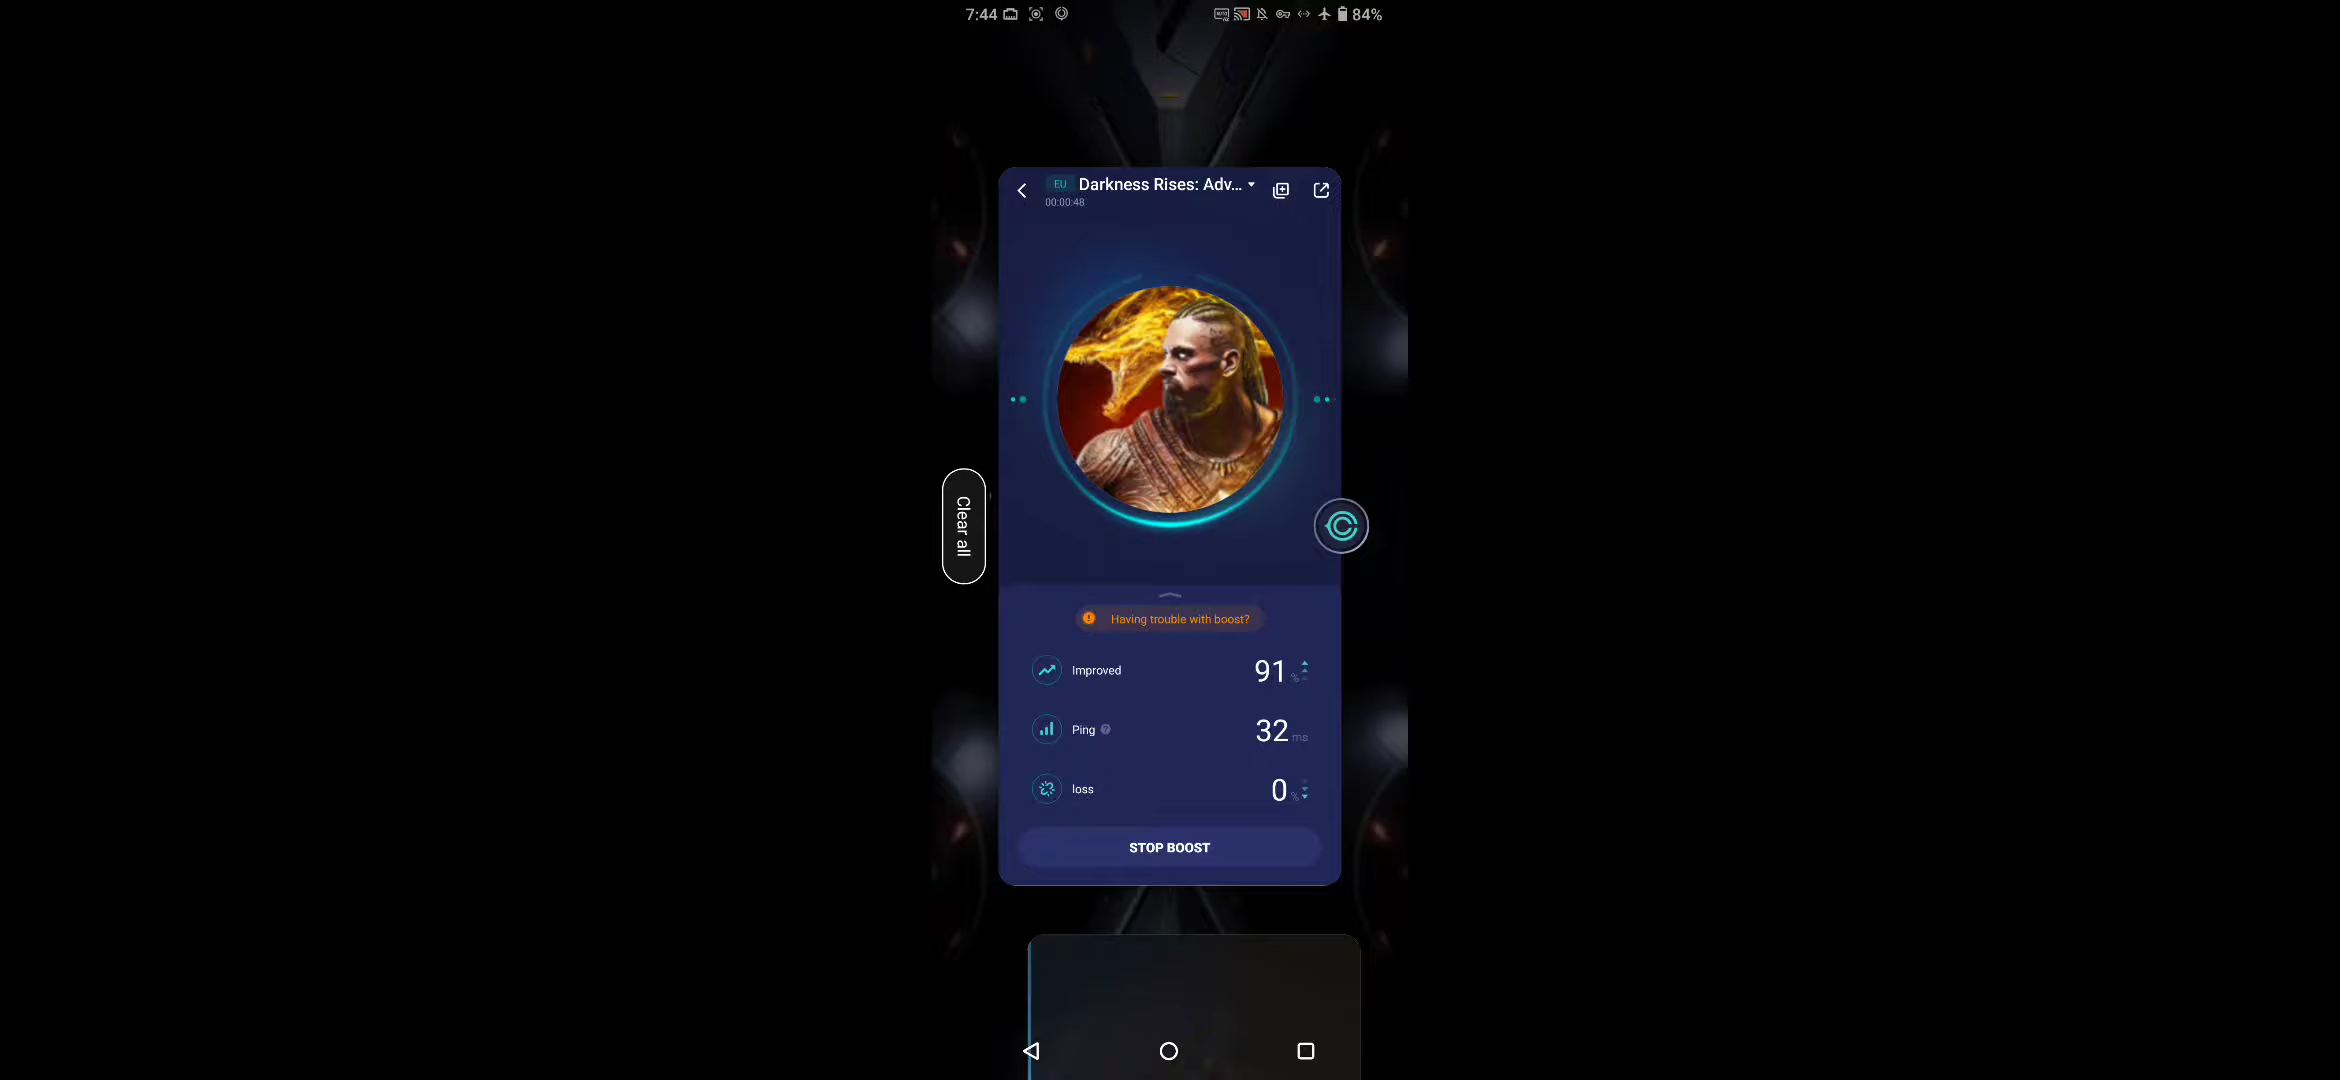 7:44
84%
EU Darkness Rises: Adv...
00:00:48
Clear all
Having trouble with boost?
Improved 91 %
Ping ? 32 ms
loss 0 %
STOP BOOST